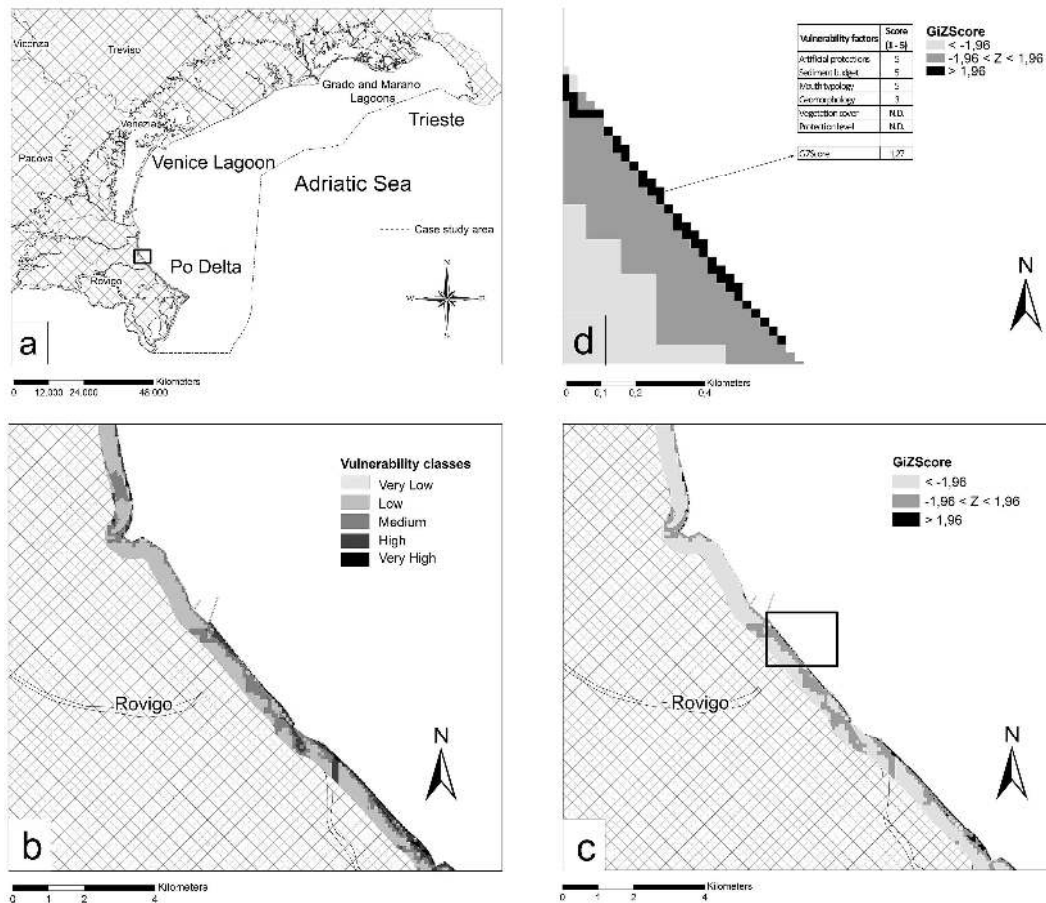 Vicenza
Treviso
Grado and Marano
Lagoons
Trieste
Venezia
Padova
Venice Lagoon
Adriatic Sea
Case study area
Po Delta
Rovigo
N
W
E
S
a
Kilometers
0 12.000 24.000 48.000
Vulnerability factors Score
(1 - 5)
Artificial protections 5
Sediment budget 5
Mouth typology 5
Geomorphology 3
Vegetation cover N.D.
Protection level N.D.
GiZScore
GiZScore
< -1,96
-1,96 < Z < 1,96
> 1,96
N
d
Kilometers
0 0,1 0,2 0,4
Vulnerability classes
Very Low
Low
Medium
High
Very High
Rovigo
N
b
Kilometers
0 1 2 4
GiZScore
< -1,96
-1,96 < Z < 1,96
> 1,96
Rovigo
N
c
Kilometers
0 1 2 4